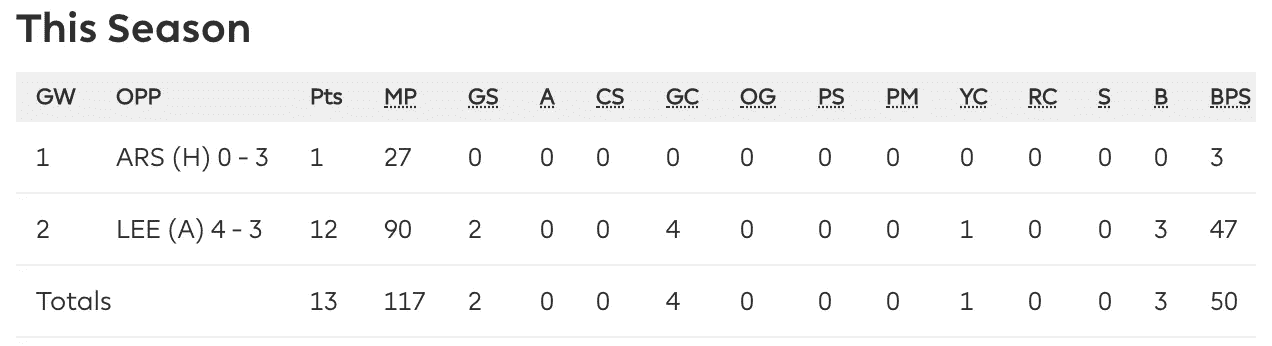 This Season
GW OPP Pts MP GS A CS GC OG PS PM YC RC S B BPS
1 ARS (H) 0 - 3 1 27 0 0 0 0 0 0 0 0 0 0 0 3
2 LEE (A) 4 - 3 12 90 2 0 0 4 0 0 0 1 0 0 3 47
Totals 13 117 2 0 0 4 0 0 0 1 0 0 3 50